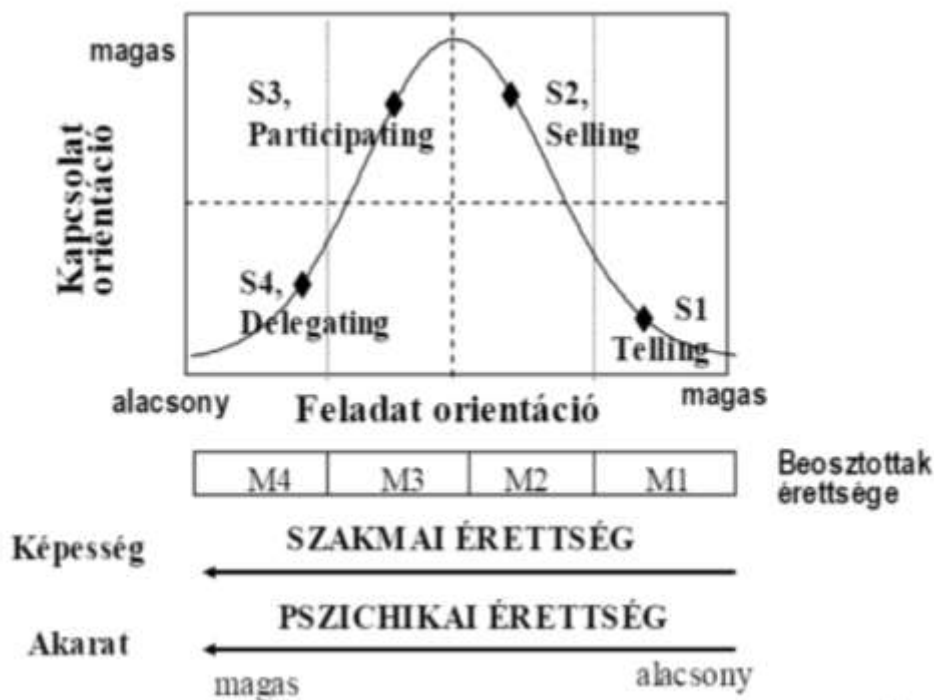 magas
Kapcsolat
orientáció
S3,
Participating
S2,
Selling
S4,
Delegating
S1
Telling
alacsony
Feladat orientáció
magas
M4
M3
M2
M1
Beosztottak
érettsége
Képesség
SZAKMAI ÉRETTSÉG
Akarat
PSZICHIKAI ÉRETTSÉG
magas
alacsony